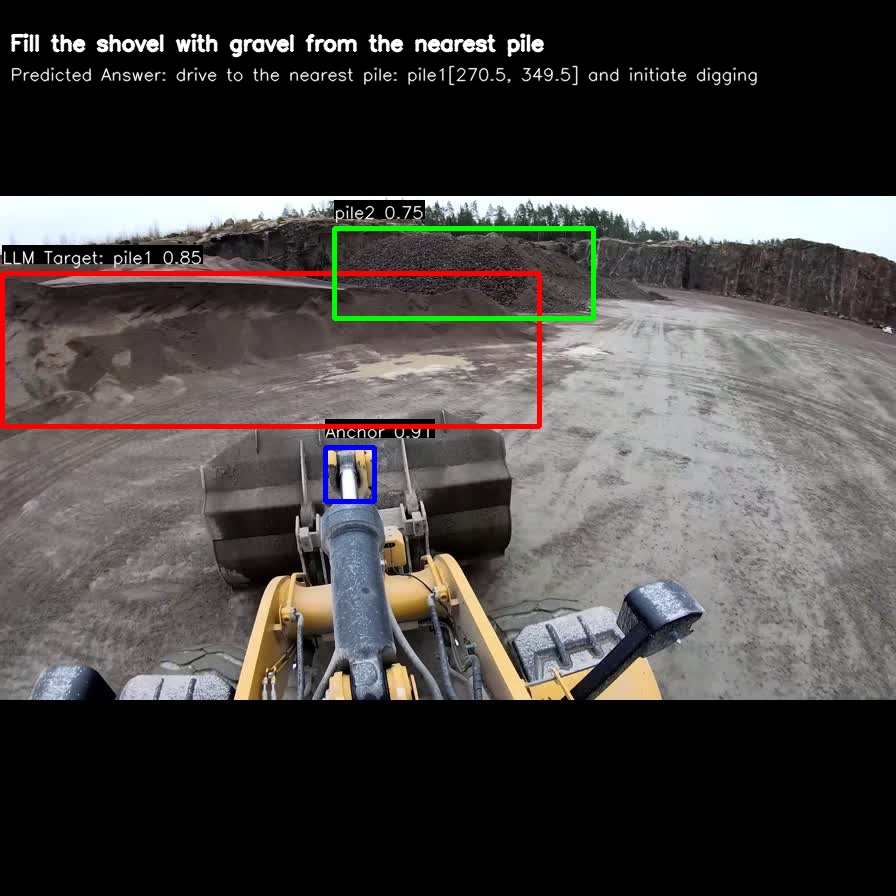 Fill the shovel with gravel from the nearest pile
Predicted Answer: drive to the nearest pile: pile1[270.5, 349.5] and initiate digging
pile2 0.75
LLM Target: pile1 0.85
Anchor 0.91